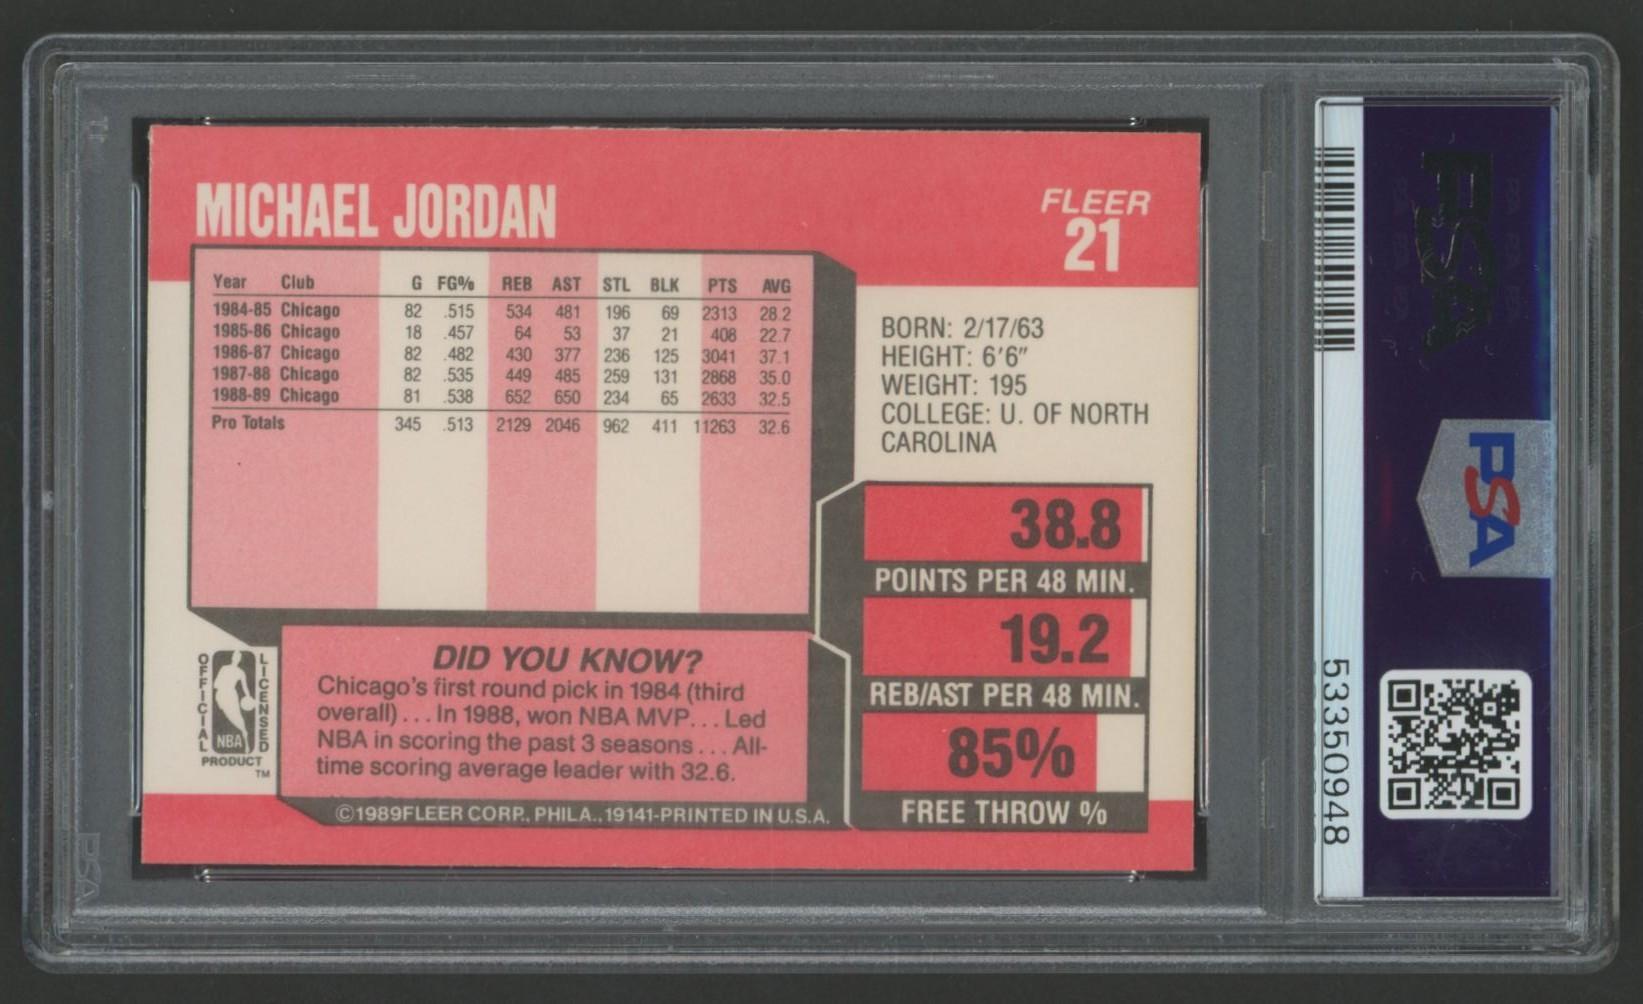 MICHAEL JORDAN
FLEER
21
Year Club G FG% REB AST STL BLK PTS AVG
1984-85 Chicago 82 .515 534 481 196 69 2313 28.2
1985-86 Chicago 18 .457 64 53 37 21 408 22.7
1986-87 Chicago 82 .482 430 377 236 125 3041 37.1
1987-88 Chicago 82 .535 449 485 259 131 2868 35.0
1988-89 Chicago 81 .538 652 650 234 65 2633 32.5
Pro Totals 345 .513 2129 2046 962 411 11263 32.6
BORN: 2/17/63
HEIGHT: 6'6"
WEIGHT: 195
COLLEGE: U. OF NORTH
CAROLINA
38.8
POINTS PER 48 MIN.
19.2
REB/AST PER 48 MIN.
85%
FREE THROW %
DID YOU KNOW?
Chicago's first round pick in 1984 (third
overall) . . . In 1988, won NBA MVP. . . Led
NBA in scoring the past 3 seasons . . . All-
time scoring average leader with 32.6.
OFFICIAL
LICENSED
NBA
PRODUCT
TM
©1989 FLEER CORP., PHILA., 19141-PRINTED IN U.S.A.
PSA
PSA
53350948
PSA